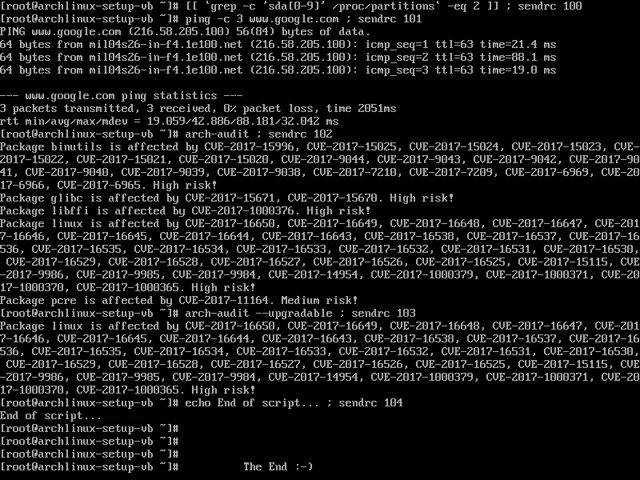 [root@archlinux-setup-vb ~]# [[ `grep -c 'sda[0-9]' /proc/partitions` -eq 2 ]] ; sendrc 100
[root@archlinux-setup-vb ~]# ping -c 3 www.google.com ; sendrc 101
PING www.google.com (216.58.205.100) 56(84) bytes of data.
64 bytes from mil04s26-in-f4.1e100.net (216.58.205.100): icmp_seq=1 ttl=63 time=21.4 ms
64 bytes from mil04s26-in-f4.1e100.net (216.58.205.100): icmp_seq=2 ttl=63 time=88.1 ms
64 bytes from mil04s26-in-f4.1e100.net (216.58.205.100): icmp_seq=3 ttl=63 time=19.0 ms
--- www.google.com ping statistics ---
3 packets transmitted, 3 received, 0% packet loss, time 2051ms
rtt min/avg/max/mdev = 19.059/42.886/88.181/32.042 ms
[root@archlinux-setup-vb ~]# arch-audit ; sendrc 102
Package binutils is affected by CVE-2017-15996, CVE-2017-15025, CVE-2017-15024, CVE-2017-15023, CVE-
2017-15022, CVE-2017-15021, CVE-2017-15020, CVE-2017-9044, CVE-2017-9043, CVE-2017-9042, CVE-2017-90
41, CVE-2017-9040, CVE-2017-9039, CVE-2017-9038, CVE-2017-7210, CVE-2017-7209, CVE-2017-6969, CVE-20
17-6966, CVE-2017-6965. High risk!
Package glibc is affected by CVE-2017-15671, CVE-2017-15670. High risk!
Package libffi is affected by CVE-2017-1000376. High risk!
Package linux is affected by CVE-2017-16650, CVE-2017-16649, CVE-2017-16648, CVE-2017-16647, CVE-201
7-16646, CVE-2017-16645, CVE-2017-16644, CVE-2017-16643, CVE-2017-16538, CVE-2017-16537, CVE-2017-16
536, CVE-2017-16535, CVE-2017-16534, CVE-2017-16533, CVE-2017-16532, CVE-2017-16531, CVE-2017-16530,
 CVE-2017-16529, CVE-2017-16528, CVE-2017-16527, CVE-2017-16526, CVE-2017-16525, CVE-2017-15115, CVE
-2017-9986, CVE-2017-9985, CVE-2017-9984, CVE-2017-14954, CVE-2017-1000379, CVE-2017-1000371, CVE-20
17-1000370, CVE-2017-1000365. High risk!
Package pcre is affected by CVE-2017-11164. Medium risk!
[root@archlinux-setup-vb ~]# arch-audit --upgradable ; sendrc 103
Package linux is affected by CVE-2017-16650, CVE-2017-16649, CVE-2017-16648, CVE-2017-16647, CVE-201
7-16646, CVE-2017-16645, CVE-2017-16644, CVE-2017-16643, CVE-2017-16538, CVE-2017-16537, CVE-2017-16
536, CVE-2017-16535, CVE-2017-16534, CVE-2017-16533, CVE-2017-16532, CVE-2017-16531, CVE-2017-16530,
 CVE-2017-16529, CVE-2017-16528, CVE-2017-16527, CVE-2017-16526, CVE-2017-16525, CVE-2017-15115, CVE
-2017-9986, CVE-2017-9985, CVE-2017-9984, CVE-2017-14954, CVE-2017-1000379, CVE-2017-1000371, CVE-20
17-1000370, CVE-2017-1000365. High risk!
[root@archlinux-setup-vb ~]# echo End of script... ; sendrc 104
End of script...
[root@archlinux-setup-vb ~]#
[root@archlinux-setup-vb ~]#
[root@archlinux-setup-vb ~]#
[root@archlinux-setup-vb ~]#          The End :-)